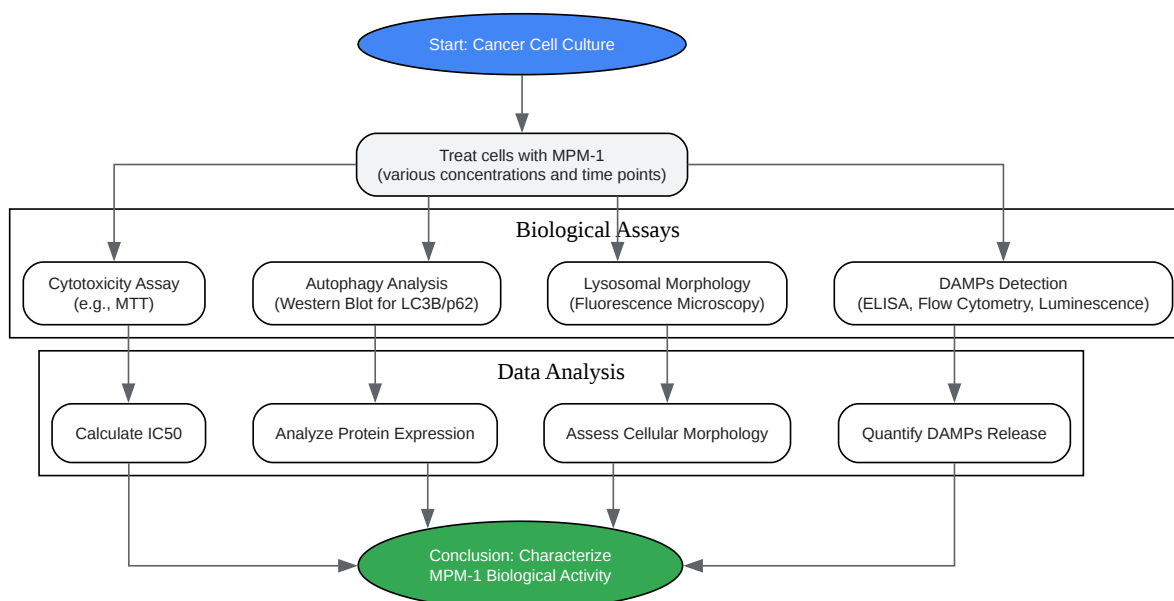 Start: Cancer Cell Culture
Treat cells with MPM-1
(various concentrations and time points)
Biological Assays
Cytotoxicity Assay
(e.g., MTT)
Autophagy Analysis
(Western Blot for LC3B/p62)
Lysosomal Morphology
(Fluorescence Microscopy)
DAMPs Detection
(ELISA, Flow Cytometry, Luminescence)
Data Analysis
Calculate IC50
Analyze Protein Expression
Assess Cellular Morphology
Quantify DAMPs Release
Conclusion: Characterize
MPM-1 Biological Activity